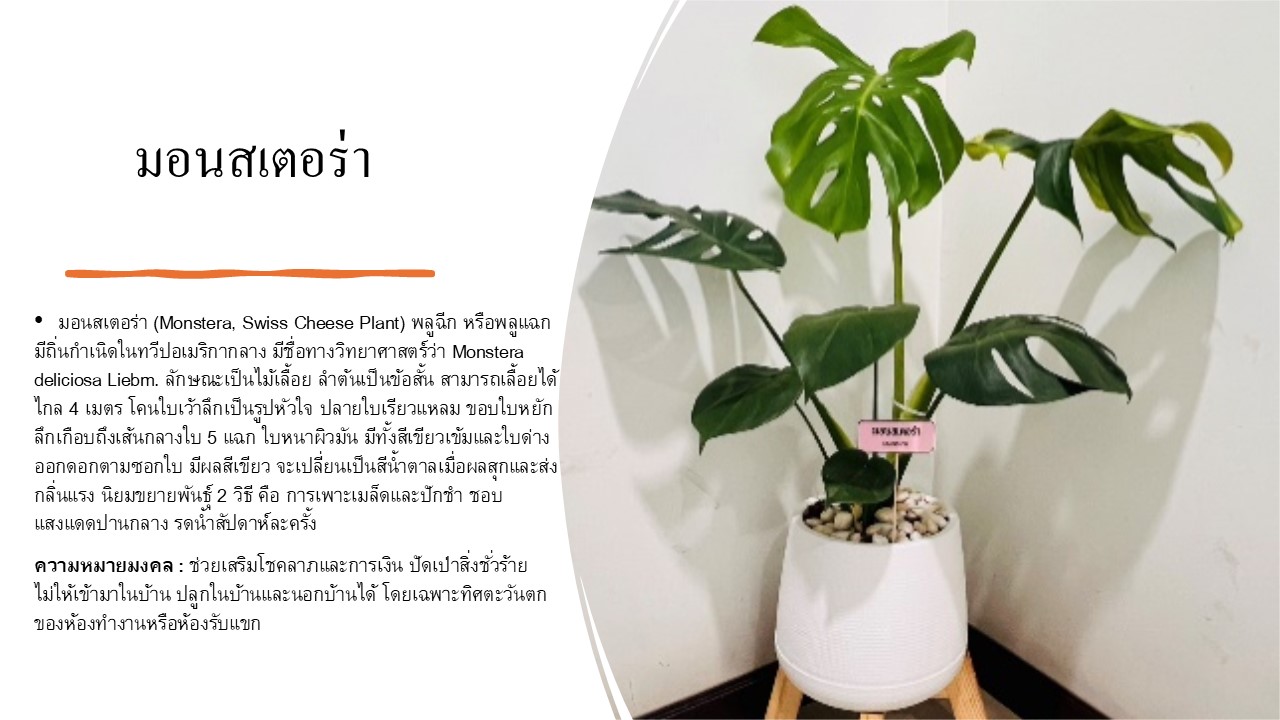 มอนสเตอร่า
• มอนสเตอร่า (Monstera, Swiss Cheese Plant) พลูฉีก หรือพลูแฉก
มีถิ่นกำเนิดในทวีปอเมริกากลาง มีชื่อทางวิทยาศาสตร์ว่า Monstera
deliciosa Liebm. ลักษณะเป็นไม้เลื้อย ลำต้นเป็นข้อสั้น สามารถเลื้อยได้
ไกล 4 เมตร โคนใบเว้าลึกเป็นรูปหัวใจ ปลายใบเรียวแหลม ขอบใบหยัก
ลึกเกือบถึงเส้นกลางใบ แฉก ใบหนาผิวมัน มีทั้งสีเขียวเข้มและใบด่าง
ออกดอกตามซอกใบ มีผลสีเขียว จะเปลี่ยนเป็นสีน้ำตาลเมื่อผลสุกและส่ง
กลิ่นแรง นิยมขยายพันธุ์ 2 วิธี คือ การเพาะเมล็ดและปักชำ ชอบ
แสงแดดปานกลาง รดน้ำสัปดาห์ละครั้ง
ความหมายมงคล : ช่วยเสริมโชคลาภและการเงิน ปัดเป่าสิ่งชั่วร้าย
ไม่ให้เข้ามาในบ้าน ปลูกในบ้านและนอกบ้านได้ โดยเฉพาะทิศตะวันตก
ของห้องทำงานหรือห้องรับแขก
มอนสเตอร่า